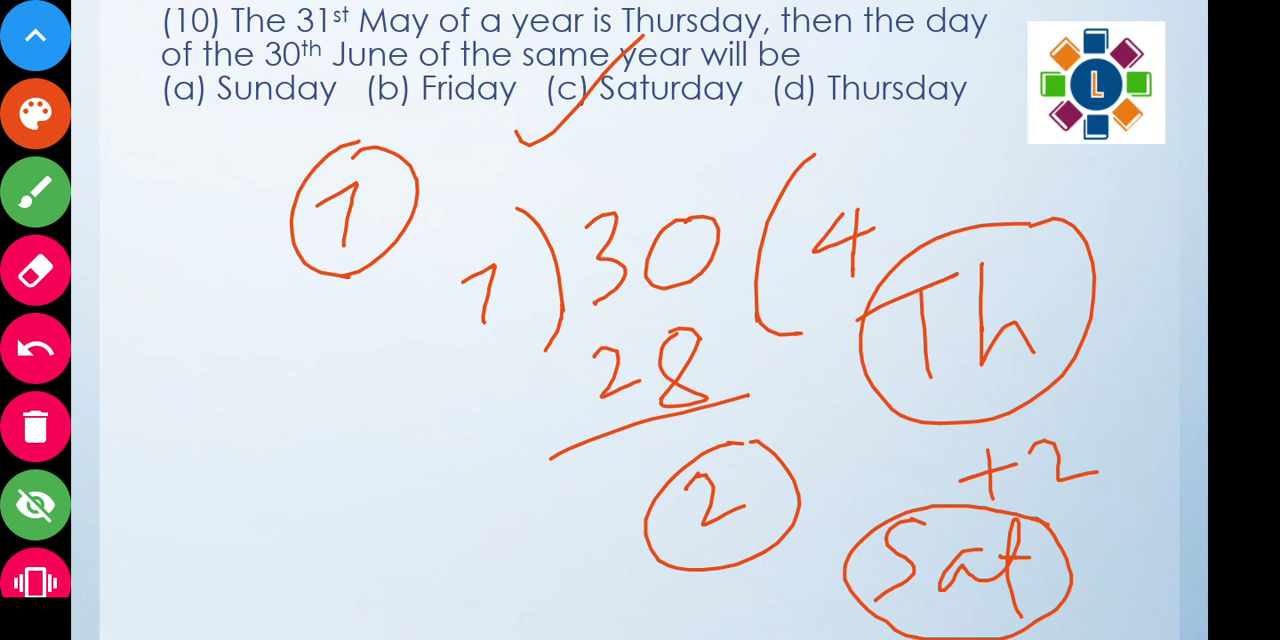 (10) The 31st May of a year is Thursday, then the day
of the 30th June of the same year will be
(a) Sunday (b) Friday (c) Saturday (d) Thursday
L
7
7) 30 ( 4
28
2
Th
+2
Sat